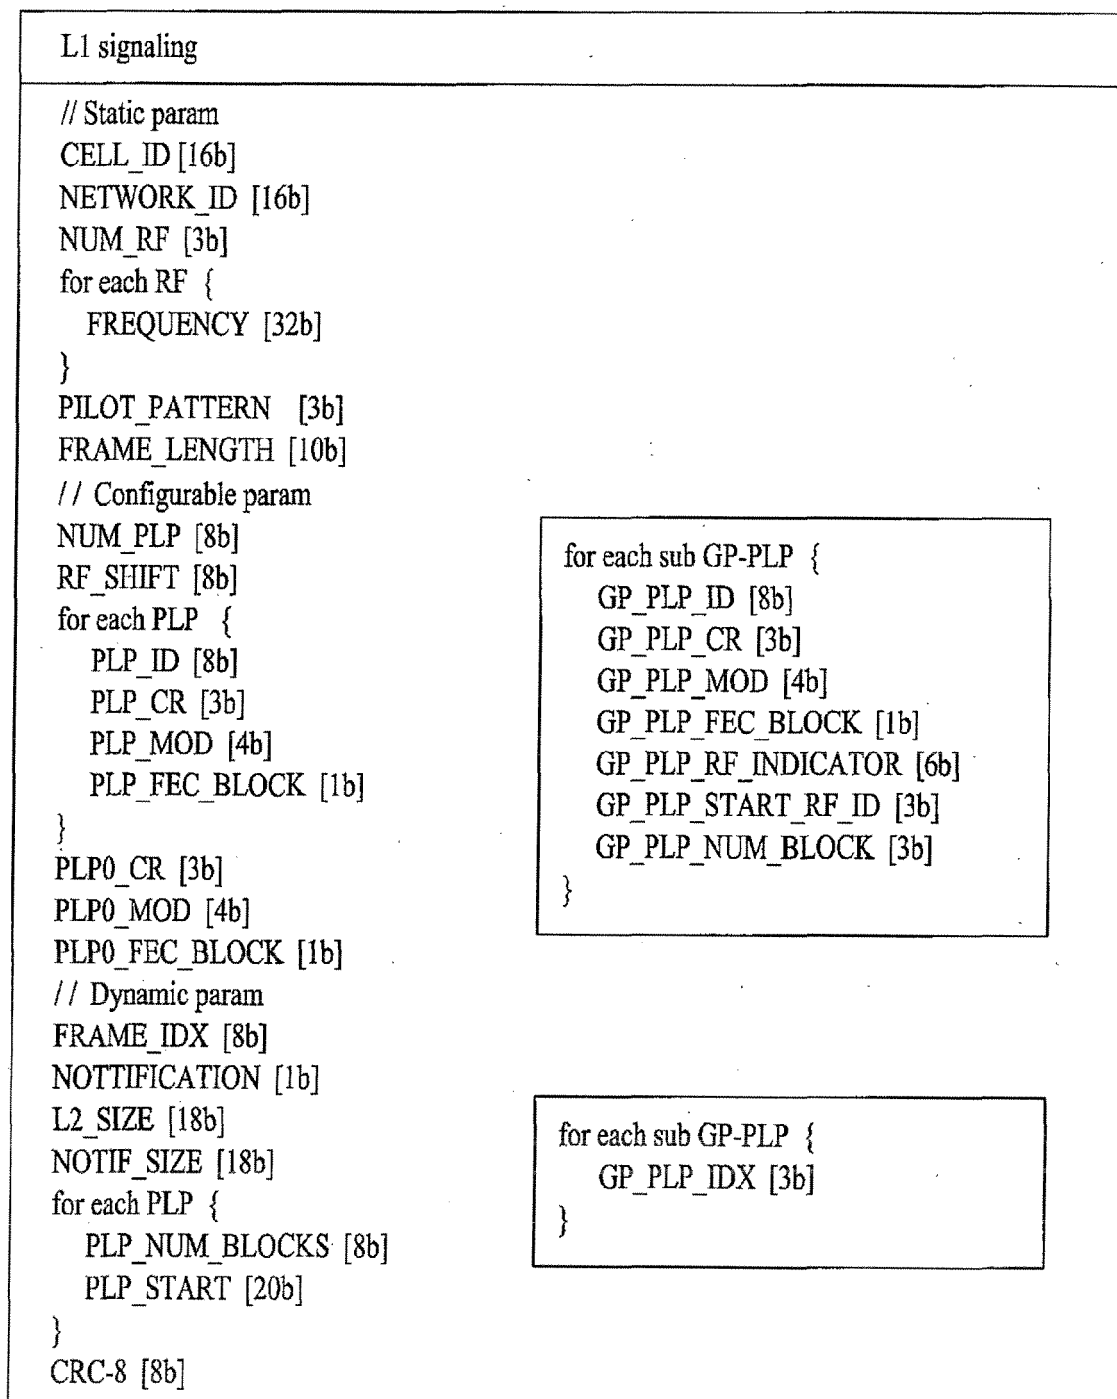 L1 signaling
// Static param
CELL_ID [16b]
NETWORK_ID [16b]
NUM_RF [3b]
for each RF {
FREQUENCY [32b]
}
PILOT_PATTERN [3b]
FRAME_LENGTH [10b]
// Configurable param
NUM_PLP [8b]
RF_SHIFT [8b]
for each PLP {
PLP_ID [8b]
PLP_CR [3b]
PLP_MOD [4b]
PLP_FEC_BLOCK [1b]
}
PLP0_CR [3b]
PLP0_MOD [4b]
PLP0_FEC_BLOCK [1b]
// Dynamic param
FRAME_IDX [8b]
NOTTIFICATION [1b]
L2_SIZE [18b]
NOTIF_SIZE [18b]
for each PLP {
PLP_NUM_BLOCKS [8b]
PLP_START [20b]
}
CRC-8 [8b]
for each sub GP-PLP {
GP_PLP_ID [8b]
GP_PLP_CR [3b]
GP_PLP_MOD [4b]
GP_PLP_FEC_BLOCK [1b]
GP_PLP_RF_INDICATOR [6b]
GP_PLP_START_RF_ID [3b]
GP_PLP_NUM_BLOCK [3b]
}
for each sub GP-PLP {
GP_PLP_IDX [3b]
}